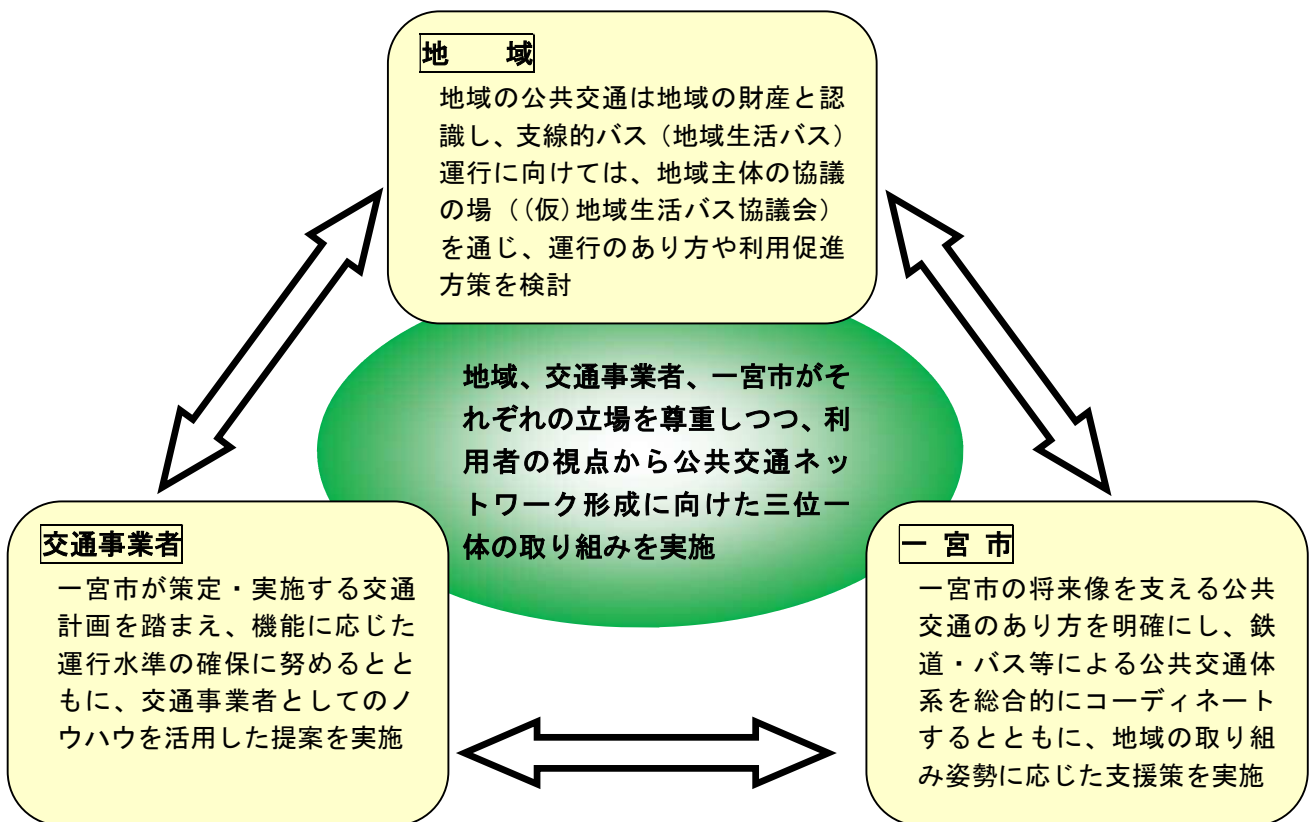 地　域
地域の公共交通は地域の財産と認
識し、支線的バス（地域生活バス）
運行に向けては、地域主体の協議
の場（(仮)地域生活バス協議会）
を通じ、運行のあり方や利用促進
方策を検討
地域、交通事業者、一宮市がそ
れぞれの立場を尊重しつつ、利
用者の視点から公共交通ネッ
トワーク形成に向けた三位一
体の取り組みを実施
交通事業者
一宮市が策定・実施する交通
計画を踏まえ、機能に応じた
運行水準の確保に努めるとと
もに、交通事業者としてのノ
ウハウを活用した提案を実施
一 宮 市
一宮市の将来像を支える公共
交通のあり方を明確にし、鉄
道・バス等による公共交通体
系を総合的にコーディネート
するとともに、地域の取り組
み姿勢に応じた支援策を実施